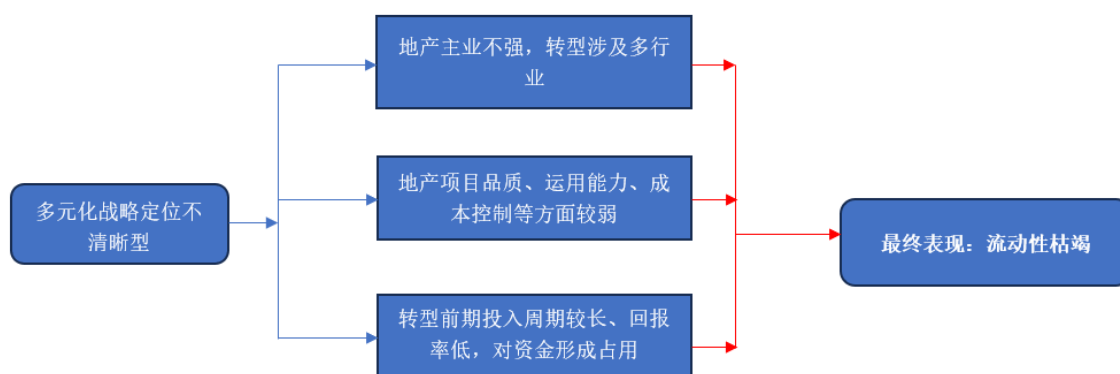 地产主业不强，转型涉及多行
业
地产项目品质、运用能力、成
本控制等方面较弱
多元化战略定位不
清晰型
最终表现：流动性枯竭
转型前期投入周期较长、回报
率低，对资金形成占用